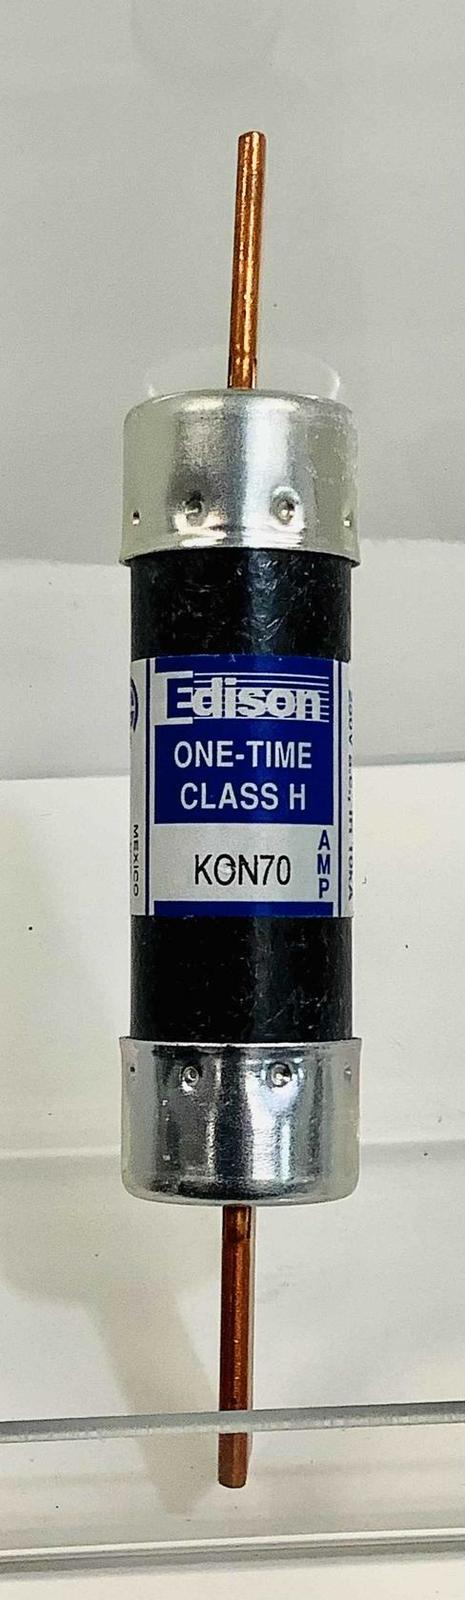 Edison
ONE-TIME
CLASS H
KON70
AMP
MEXICO